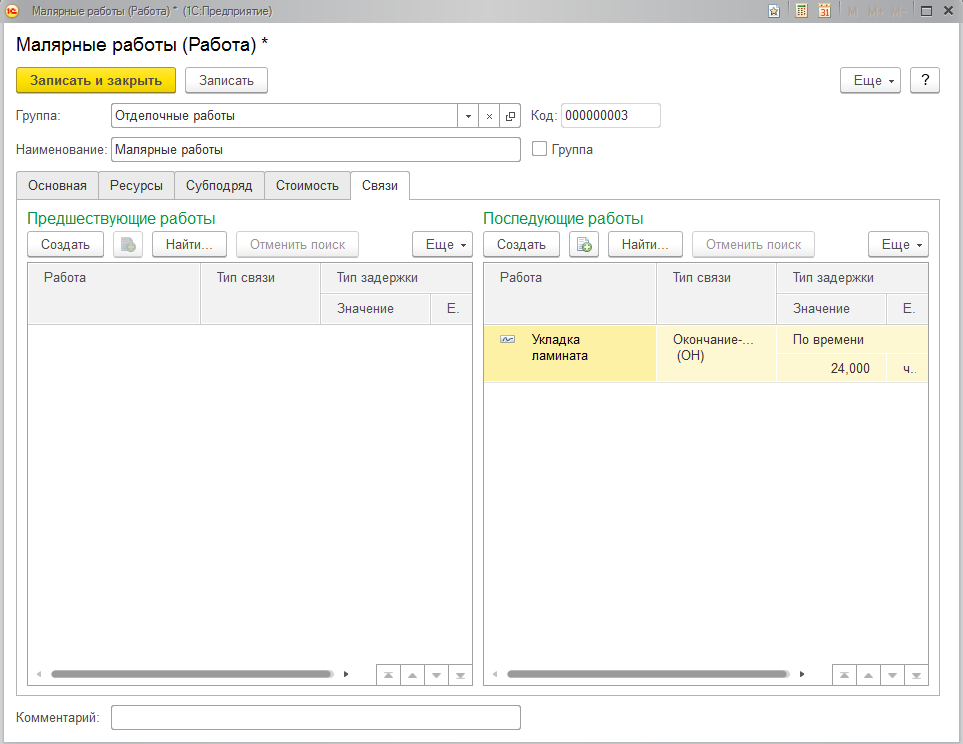 Малярные работы (Работа) * (1С:Предприятие)
31
M M+ M-
Малярные работы (Работа) *
Записать и закрыть
Записать
Еще
?
Группа:
Отделочные работы
Код:
000000003
Наименование:
Малярные работы
Группа
Основная
Ресурсы
Субподряд
Стоимость
Связи
Предшествующие работы
Последующие работы
Создать
Найти...
Отменить поиск
Еще
Создать
Найти...
Отменить поиск
Еще
Работа
Тип связи
Тип задержки
Значение
Е.
Работа
Тип связи
Тип задержки
Значение
Е.
Укладка
ламината
Окончание-...
(ОН)
По времени
24,000
ч..
Комментарий: